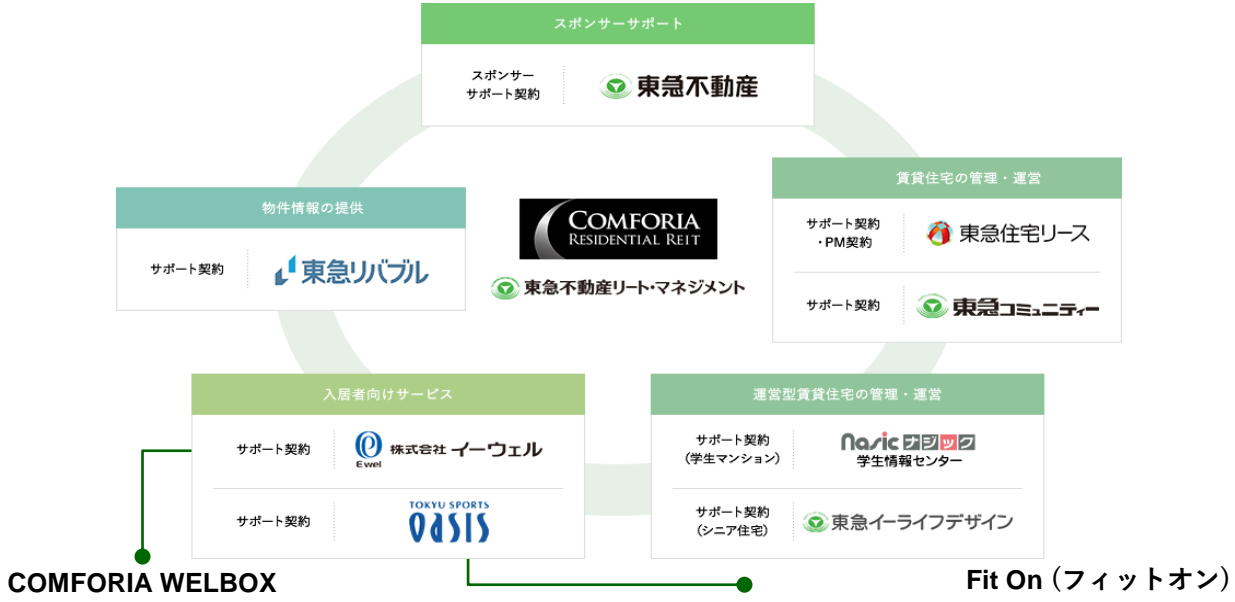 スポンサーサポート
スポンサー
サポート契約
東急不動産
賃貸住宅の管理・運営
サポート契約
・PM契約
東急住宅リース
サポート契約
東急コミュニティー
物件情報の提供
サポート契約
東急リバブル
COMFORIA
RESIDENTIAL REIT
東急不動産リート・マネジメント
入居者向けサービス
サポート契約
Ewel
株式会社 イーウェル
サポート契約
TOKYU SPORTS
OASIS
運営型賃貸住宅の管理・運営
サポート契約
(学生マンション)
Nasic ナジック
学生情報センター
サポート契約
(シニア住宅)
東急イーライフデザイン
COMFORIA WELBOX
Fit On（フィットオン）